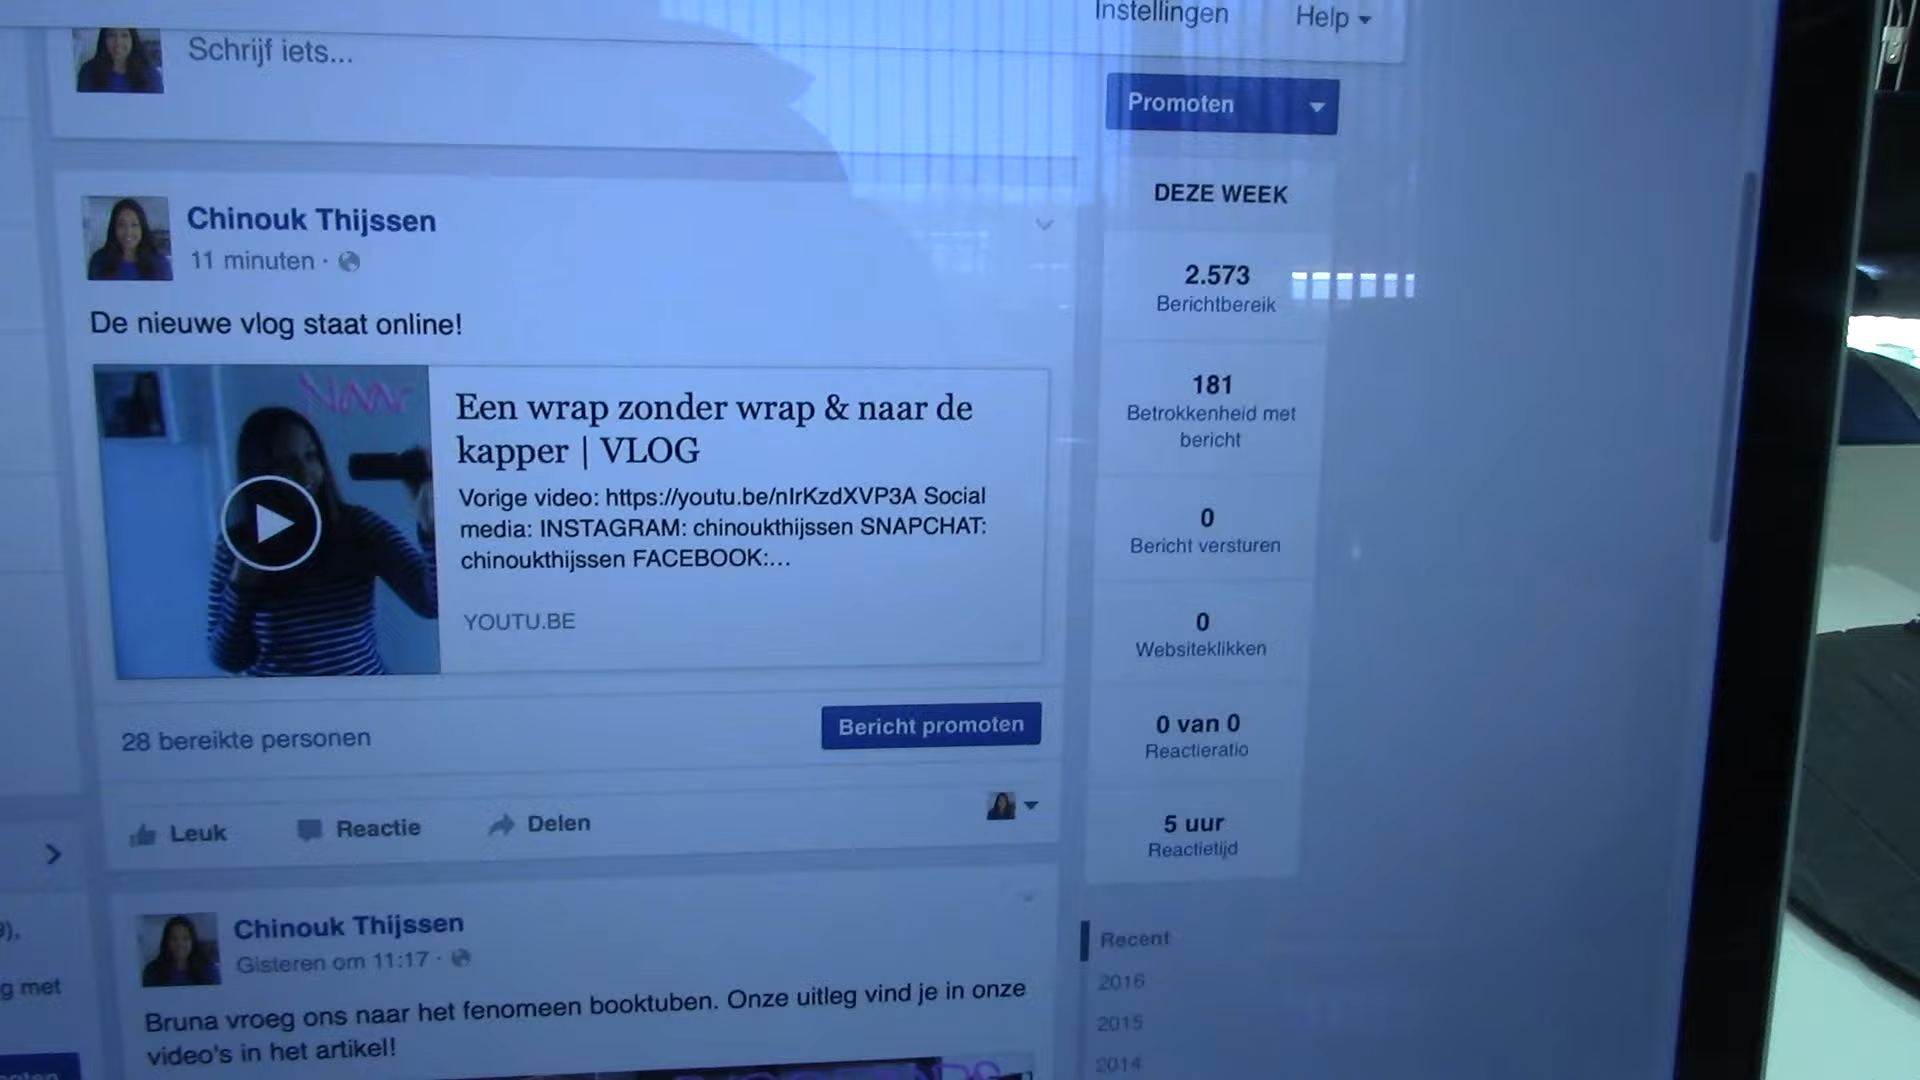 Instellingen
Help
Schrijf iets...
Promoten
DEZE WEEK
Chinouk Thijssen
11 minuten ·
2.573
Berichtbereik
De nieuwe vlog staat online!
NAAr
Een wrap zonder wrap & naar de
kapper | VLOG
181
Betrokkenheid met
bericht
Vorige video: https://youtu.be/nIrKzdXVP3A Social
media: INSTAGRAM: chinoukthijssen SNAPCHAT:
chinoukthijssen FACEBOOK:...
0
Bericht versturen
YOUTU.BE
0
Websiteklikken
28 bereikte personen
Bericht promoten
0 van 0
Reactieratio
Leuk
Reactie
Delen
5 uur
Reactietijd
Chinouk Thijssen
Gisteren om 11:17 ·
Recent
2016
2015
2014
g met
Bruna vroeg ons naar het fenomeen booktuben. Onze uitleg vind je in onze
video's in het artikel!